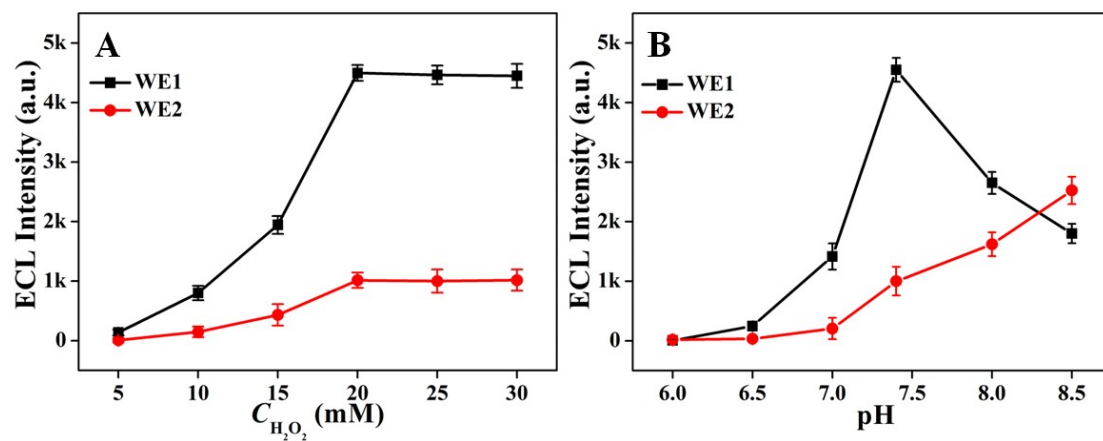 A
5k
4k
3k
2k
1k
0
ECL Intensity (a.u.)
WE1
WE2
5 10 15 20 25 30
C H2O2 (mM)
B
5k
4k
3k
2k
1k
0
ECL Intensity (a.u.)
WE1
WE2
6.0 6.5 7.0 7.5 8.0 8.5
pH